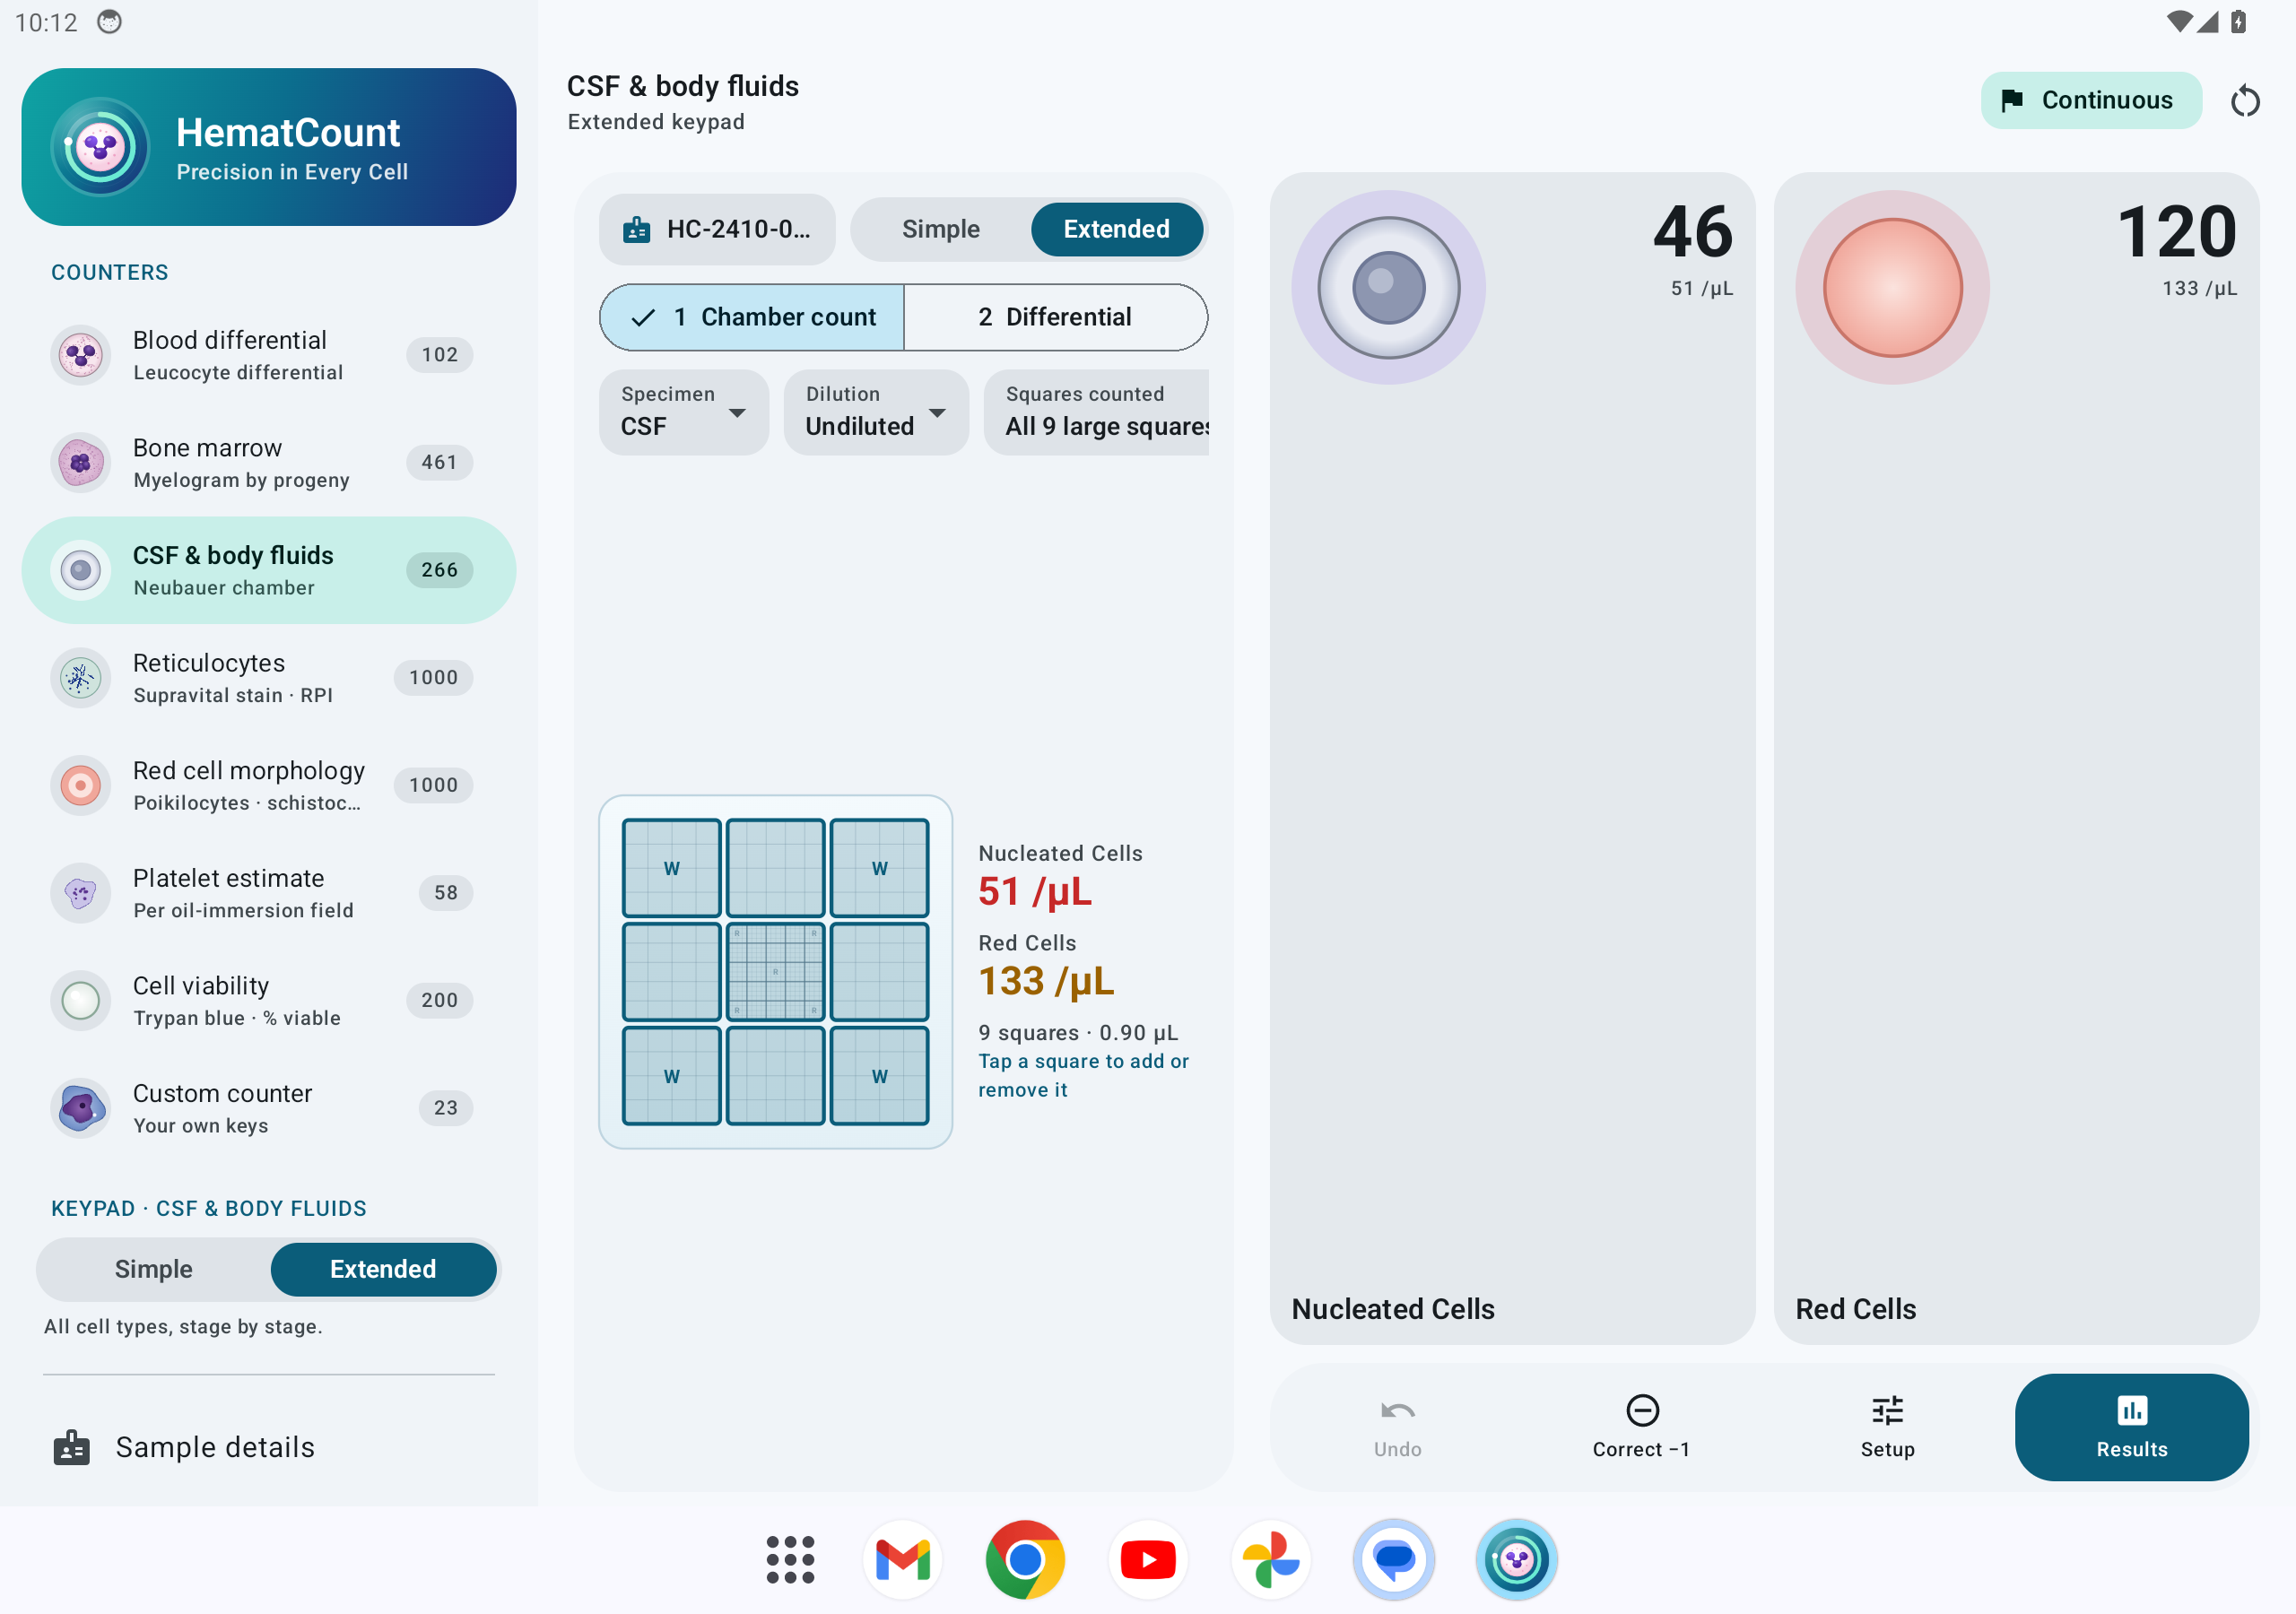 10:12
HematCount
Precision in Every Cell
COUNTERS
Blood differential
Leucocyte differential
102
Bone marrow
Myelogram by progeny
461
CSF & body fluids
Neubauer chamber
266
Reticulocytes
Supravital stain · RPI
1000
Red cell morphology
Poikilocytes · schistoc...
1000
Platelet estimate
Per oil-immersion field
58
Cell viability
Trypan blue · % viable
200
Custom counter
Your own keys
23
KEYPAD · CSF & BODY FLUIDS
Simple
Extended
All cell types, stage by stage.
Sample details
CSF & body fluids
Extended keypad
Continuous
HC-2410-0...
Simple
Extended
1 Chamber count
2 Differential
Specimen
CSF
Dilution
Undiluted
Squares counted
All 9 large squares
W
W
R
R
R
R
R
W
W
Nucleated Cells
51 /µL
Red Cells
133 /µL
9 squares · 0.90 µL
Tap a square to add or
remove it
46
51 /µL
Nucleated Cells
120
133 /µL
Red Cells
Undo
Correct −1
Setup
Results